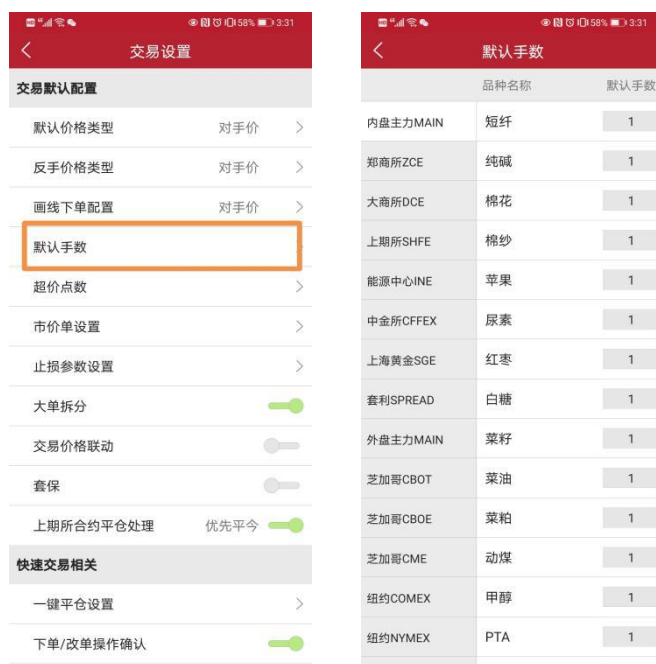 58% 3:31
交易设置
交易默认配置
默认价格类型 对手价
反手价格类型 对手价
画线下单配置 对手价
默认手数
超价点数
市价单设置
止损参数设置
大单拆分
交易价格联动
套保
上期所合约平仓处理 优先平今
快速交易相关
一键平仓设置
下单/改单操作确认
58% 3:31
默认手数
品种名称 默认手数
内盘主力MAIN 短纤 1
郑商所ZCE 纯碱 1
大商所DCE 棉花 1
上期所SHFE 棉纱 1
能源中心INE 苹果 1
中金所CFFEX 尿素 1
上海黄金SGE 红枣 1
套利SPREAD 白糖 1
外盘主力MAIN 菜籽 1
芝加哥CBOT 菜油 1
芝加哥CBOE 菜粕 1
芝加哥CME 动煤 1
纽约COMEX 甲醇 1
纽约NYMEX PTA 1